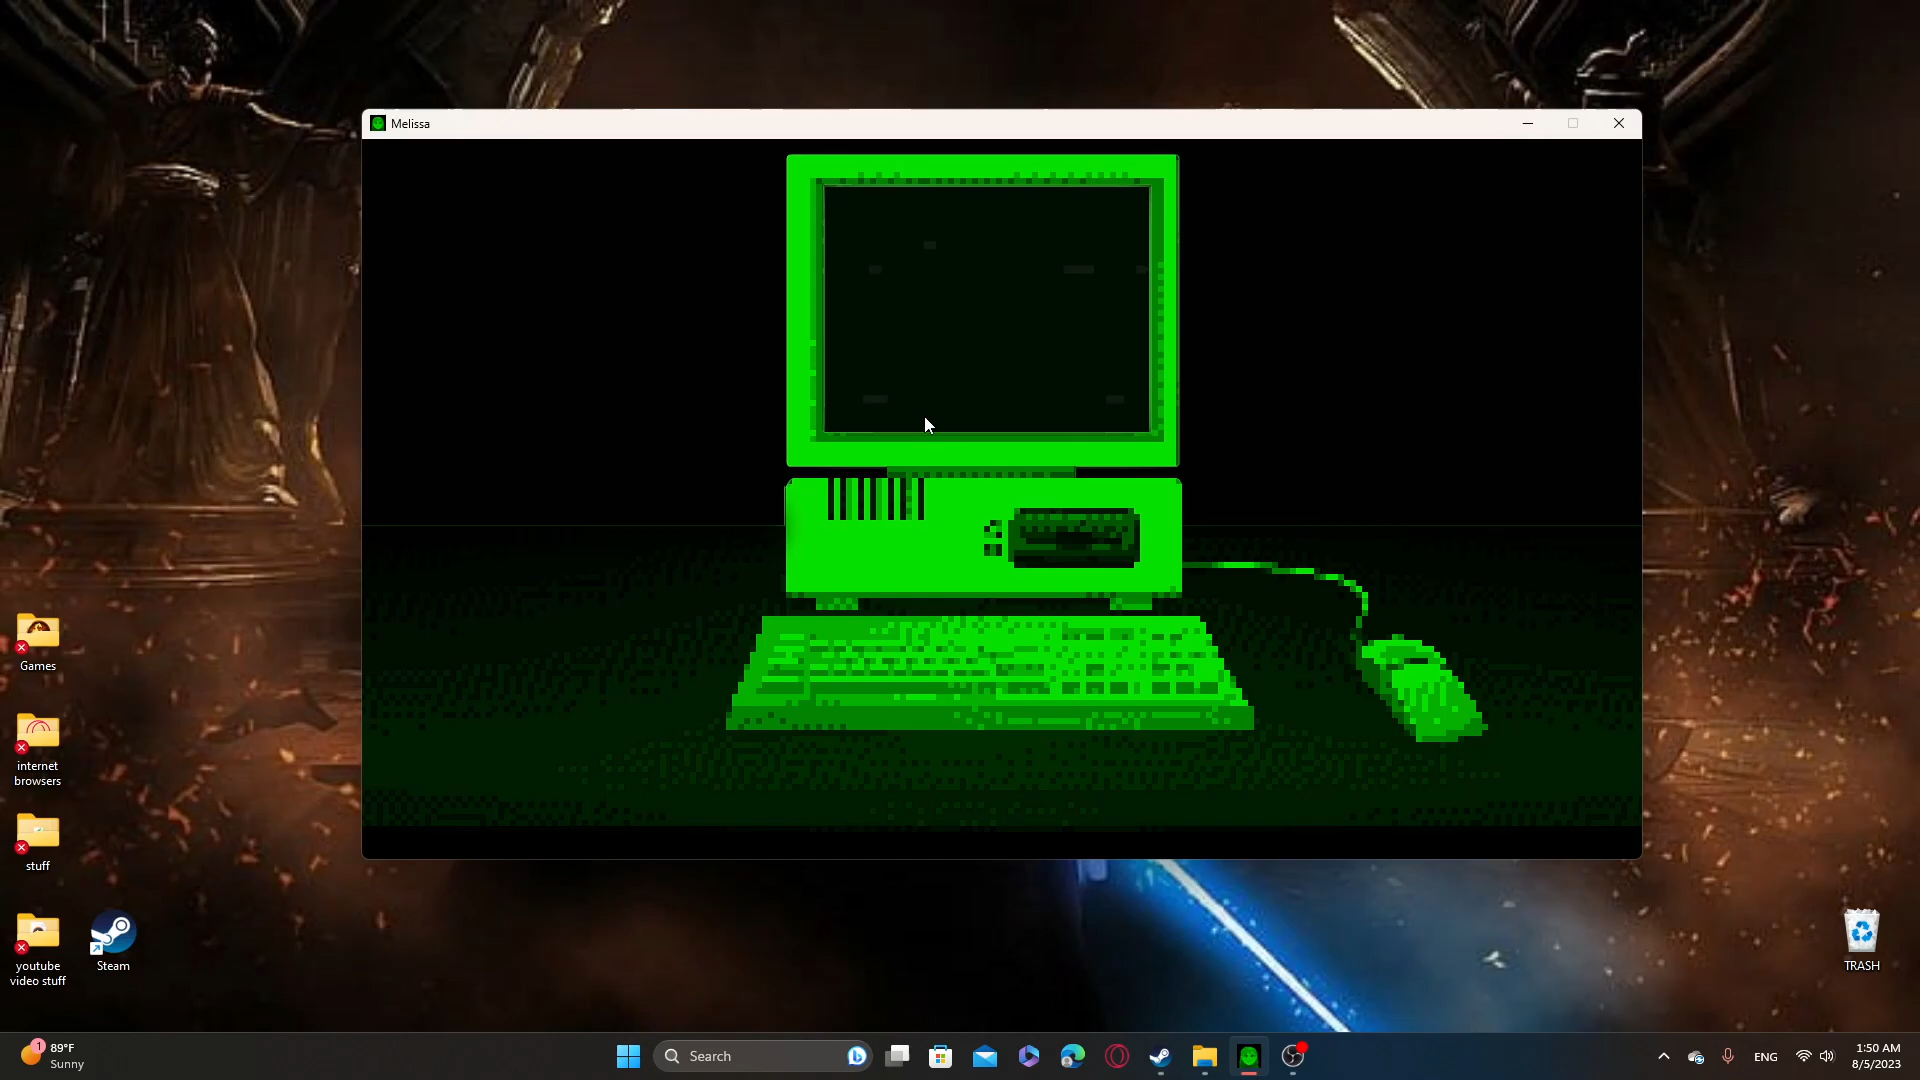 Melissa
Games
internet
browsers
stuff
youtube
video stuff
Steam
TRASH
1
89°F
Sunny
Search
ENG
1:50 AM
8/5/2023